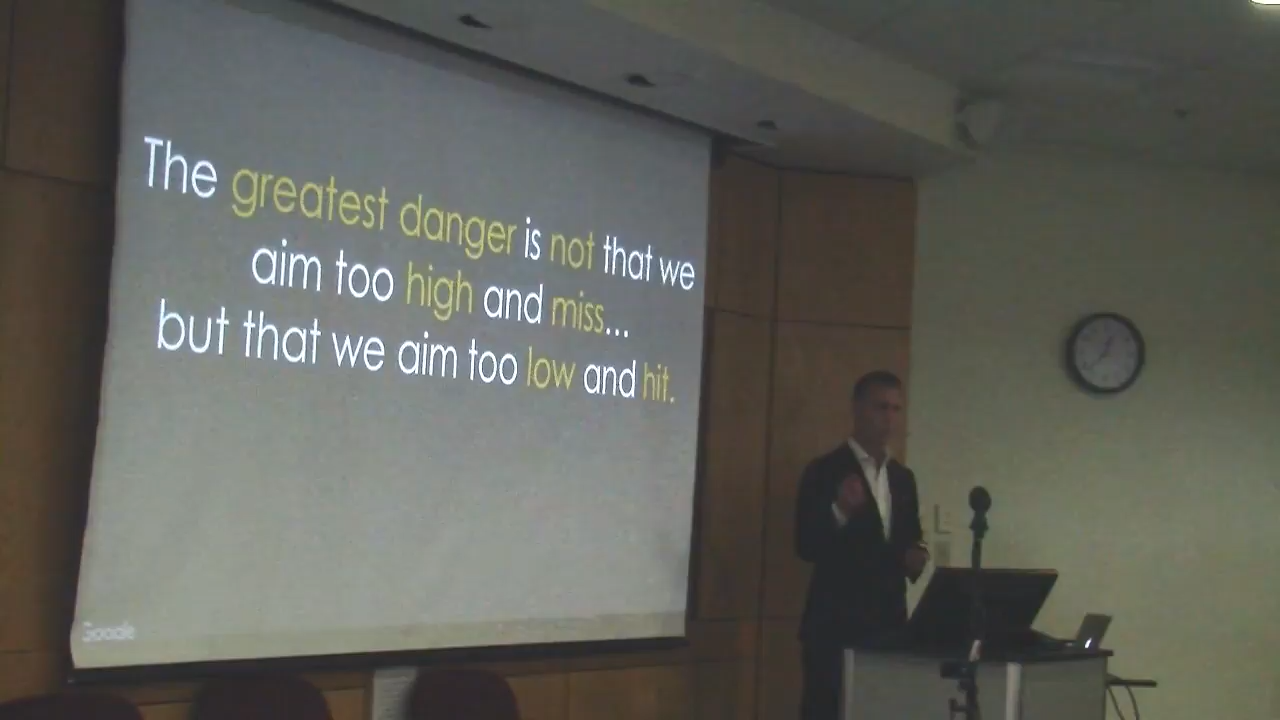 The greatest danger is not that we
aim too high and miss...
but that we aim too low and hit.
Google